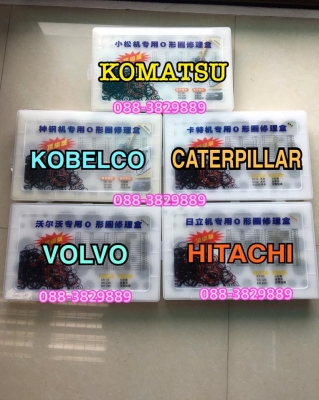 小松机专用O形圈修理盒
KOMATSU
088-3829889
神钢机专用O形圈修理盒
KOBELCO
088-3829889
卡特机专用O形圈修理盒
CATERPILLAR
088-3829889
沃尔沃专用O形圈修理盒
VOLVO
088-3829889
日立机专用O形圈修理盒
HITACHI
088-3829889